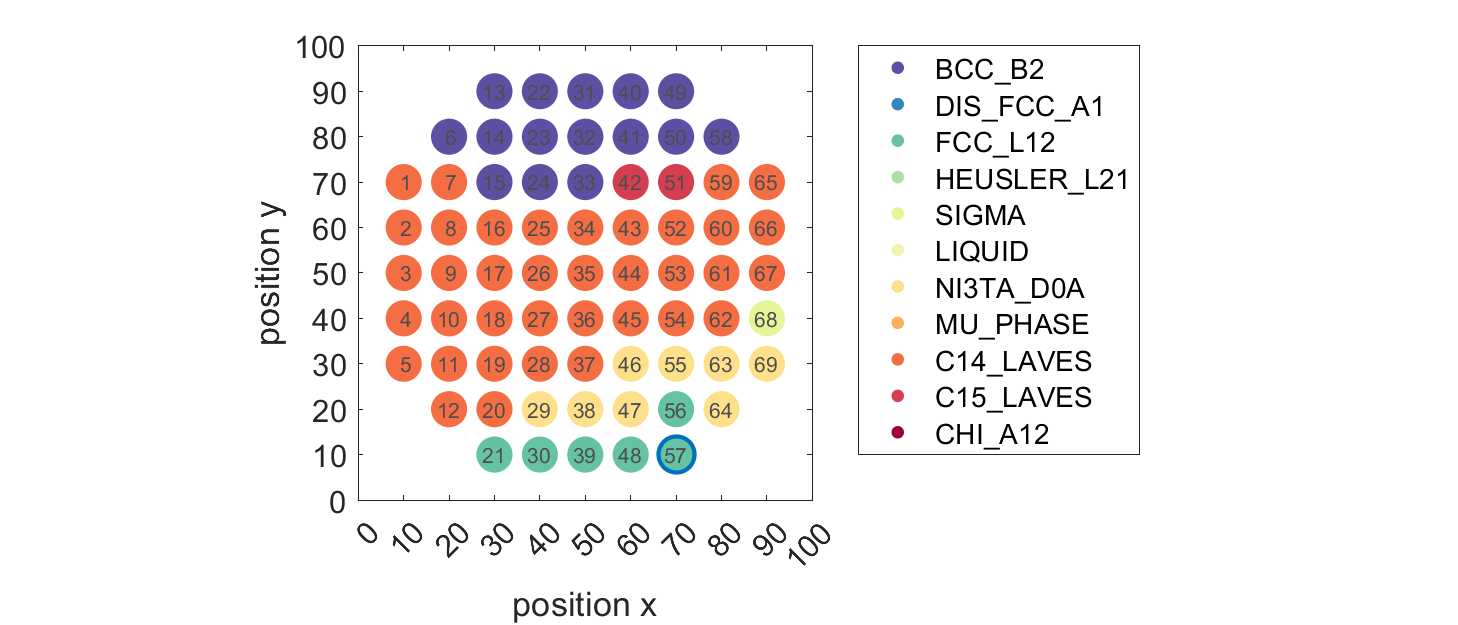 100
90 13 22 31 40 49
80 6 14 23 32 41 50 58
70 1 7 15 24 33 42 51 59 65
60 2 8 16 25 34 43 52 60 66
50 3 9 17 26 35 44 53 61 67
40 4 10 18 27 36 45 54 62 68
30 5 11 19 28 37 46 55 63 69
20 12 20 29 38 47 56 64
10 21 30 39 48 57
0
0 10 20 30 40 50 60 70 80 90 100
position x
position y
BCC_B2
DIS_FCC_A1
FCC_L12
HEUSLER_L21
SIGMA
LIQUID
NI3TA_D0A
MU_PHASE
C14_LAVES
C15_LAVES
CHI_A12